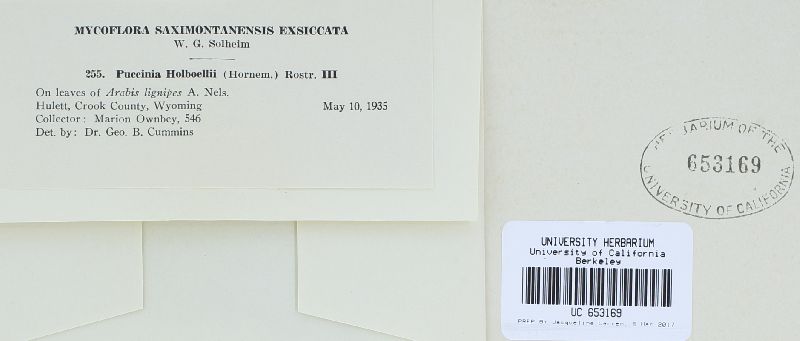 MYCOFLORA SAXIMONTANENSIS EXSICCATA
W. G. Solheim
255. Puccinia Holboellii (Hornem.) Rostr. III
On leaves of Arabis lignipes A. Nels.
Hulett, Crook County, Wyoming May 10, 1935
Collector: Marion Ownbey, 546
Det. by: Dr. Geo. B. Cummins
OF THE
653169
UNIVERSITY OF CALIFORNIA
UNIVERSITY HERBARIUM
University of California
Berkeley
UC 653169
Jacqueline 2017